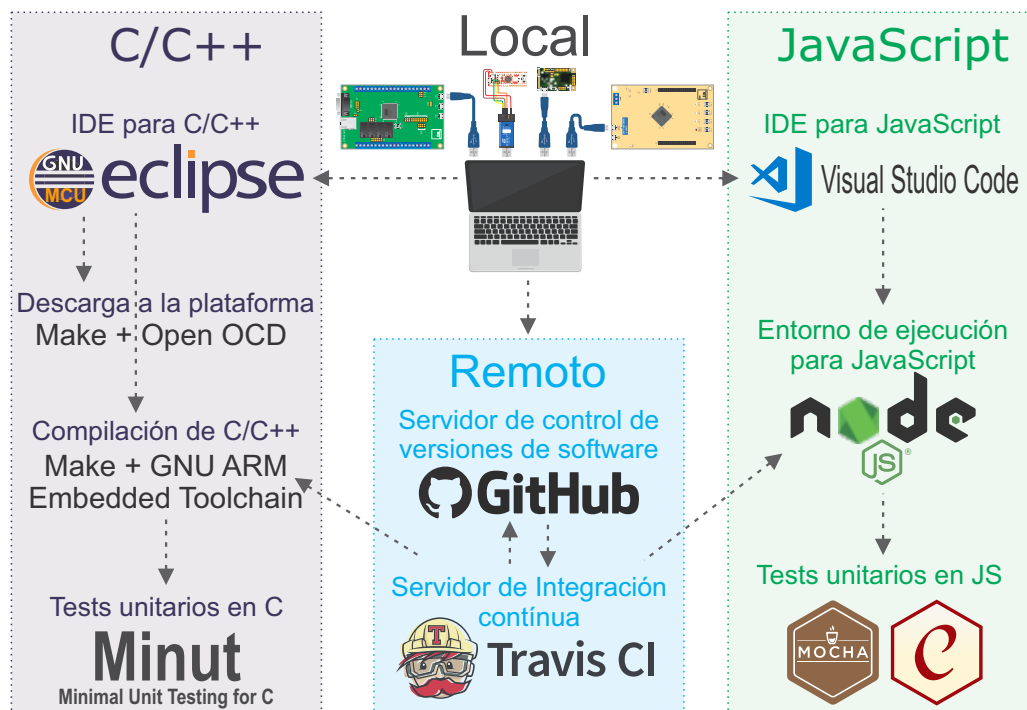 C/C++
IDE para C/C++
GNU
MCU
eclipse
Descarga a la plataforma
Make + Open OCD
Compilación de C/C++
Make + GNU ARM
Embedded Toolchain
Tests unitarios en C
Minut
Minimal Unit Testing for C
Local
Remoto
Servidor de control de
versiones de software
GitHub
Servidor de Integración
contínua
T
Travis CI
JavaScript
IDE para JavaScript
Visual Studio Code
Entorno de ejecución
para JavaScript
node
JS®
Tests unitarios en JS
MOCHA
C